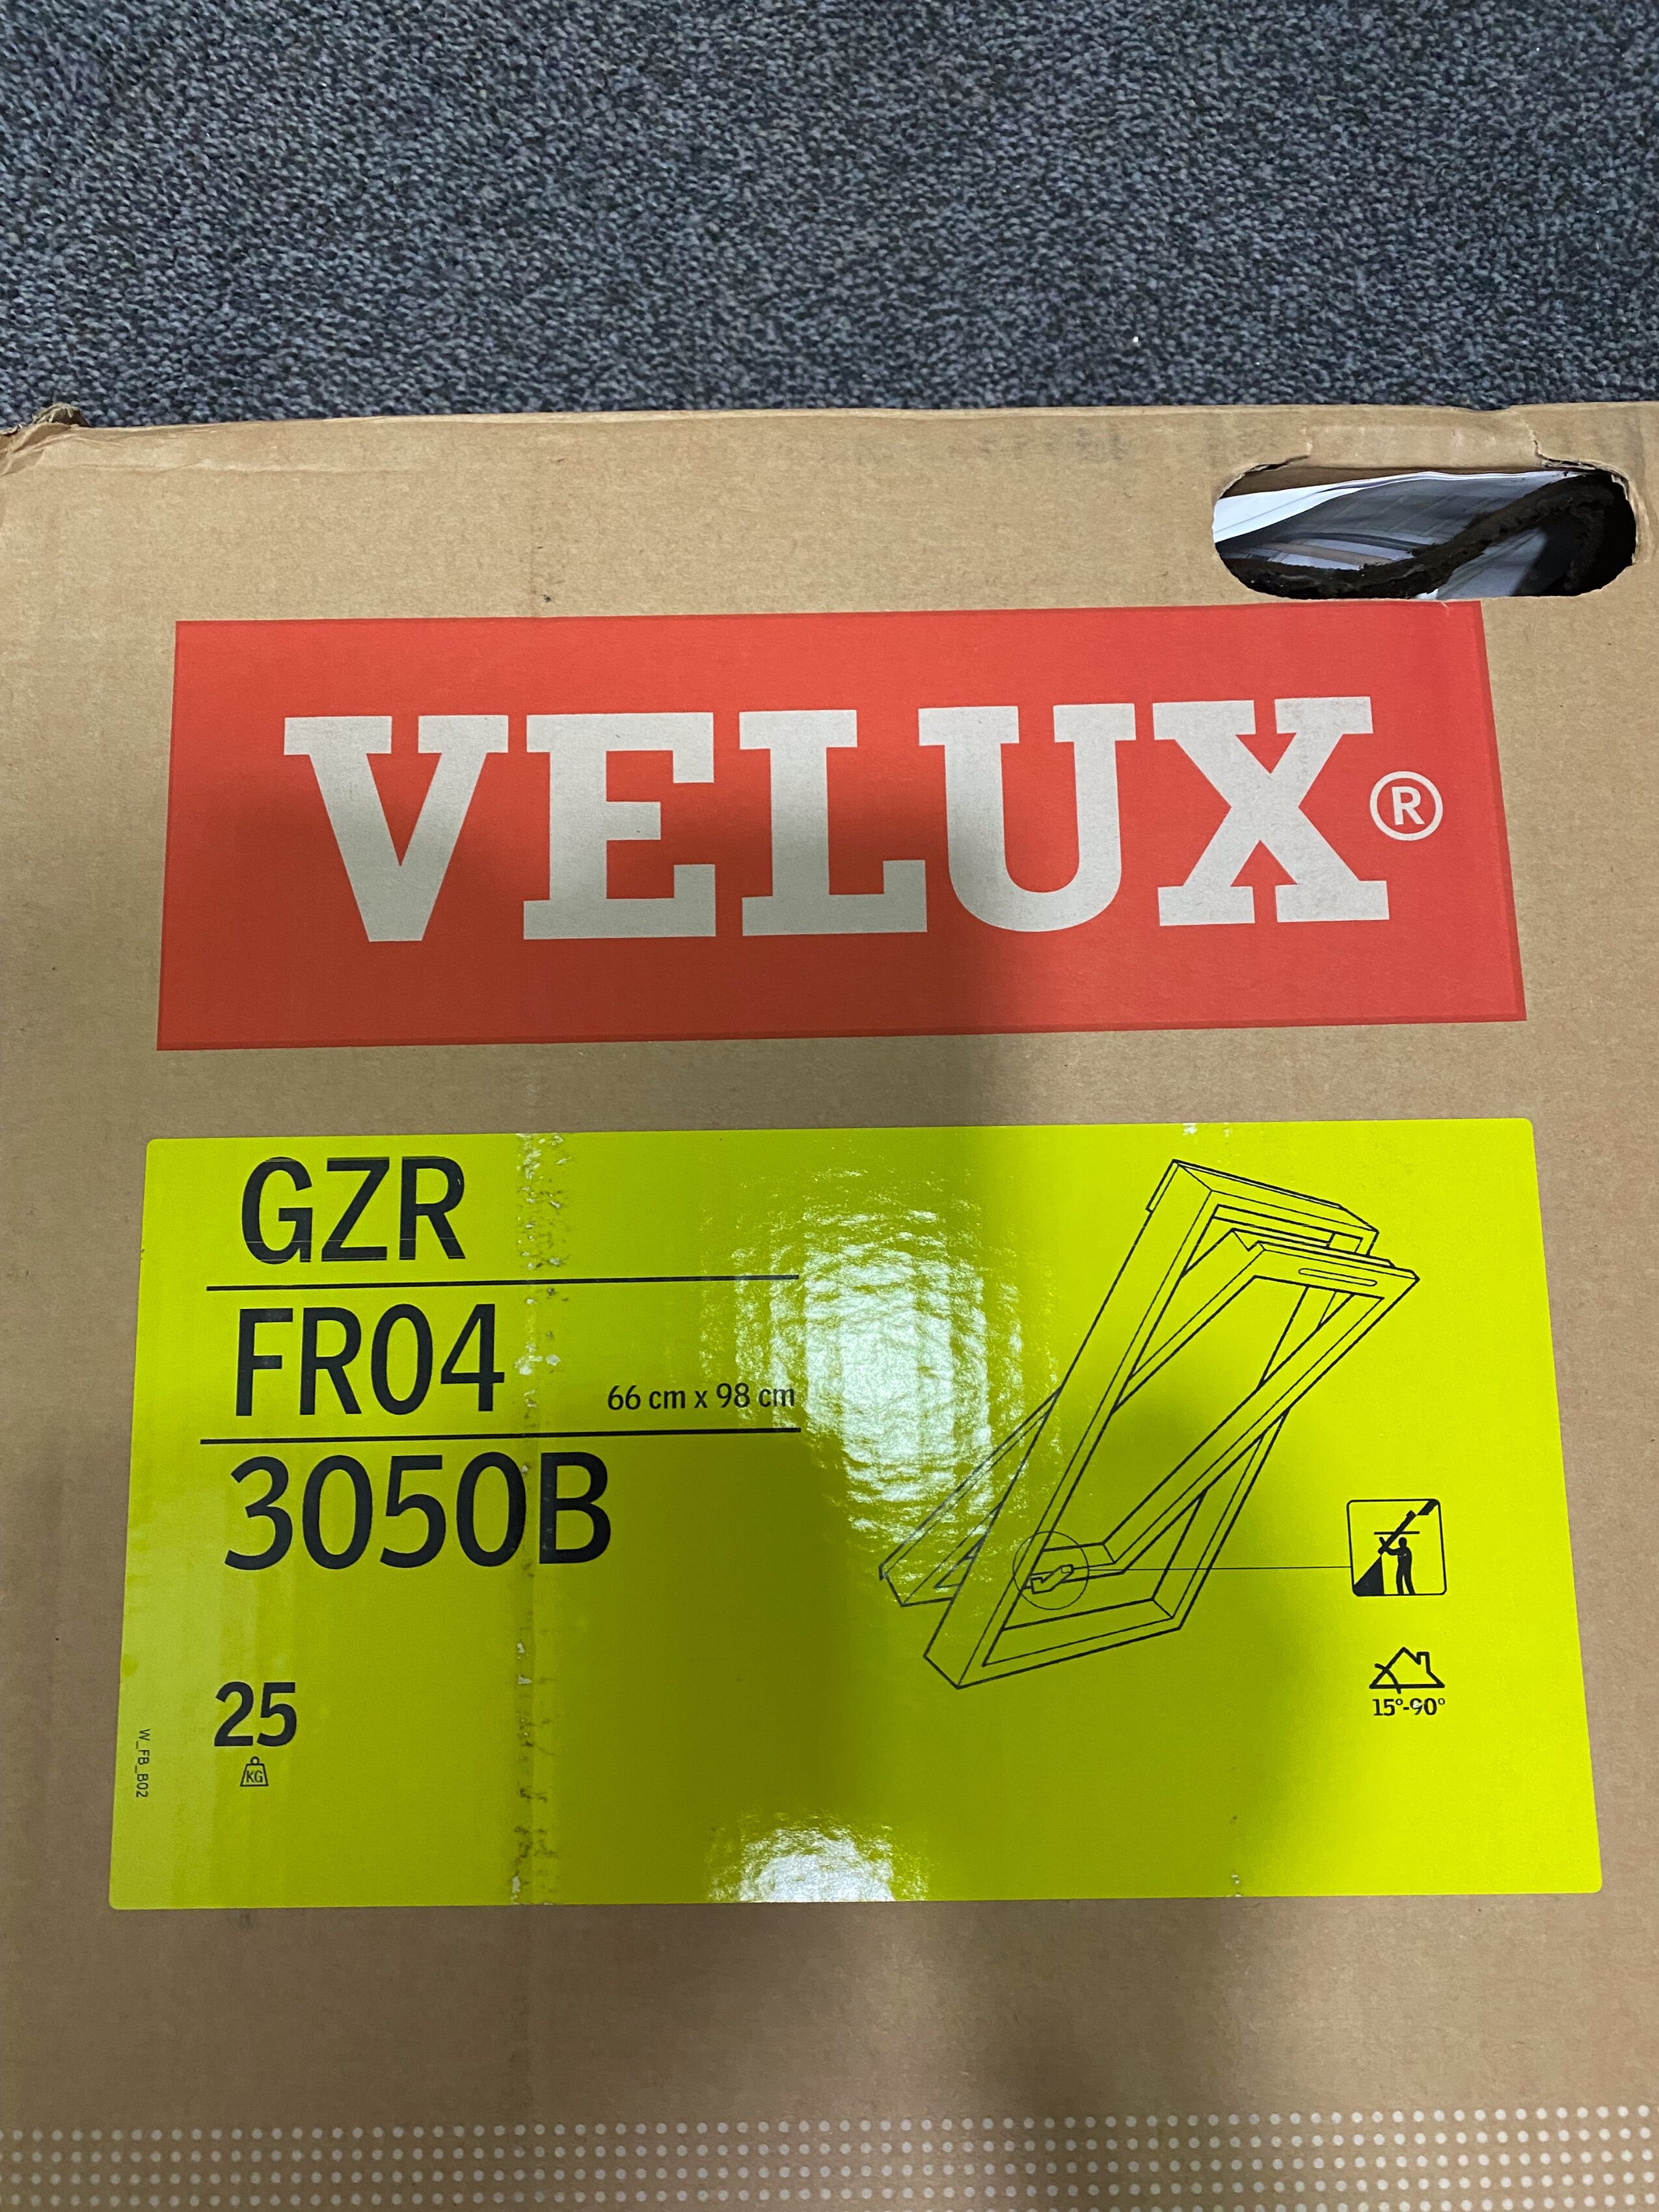 VELUX®
GZR
FR04
66 cm x 98 cm
3050B
25
KG
15°-90°
W_FB_B02